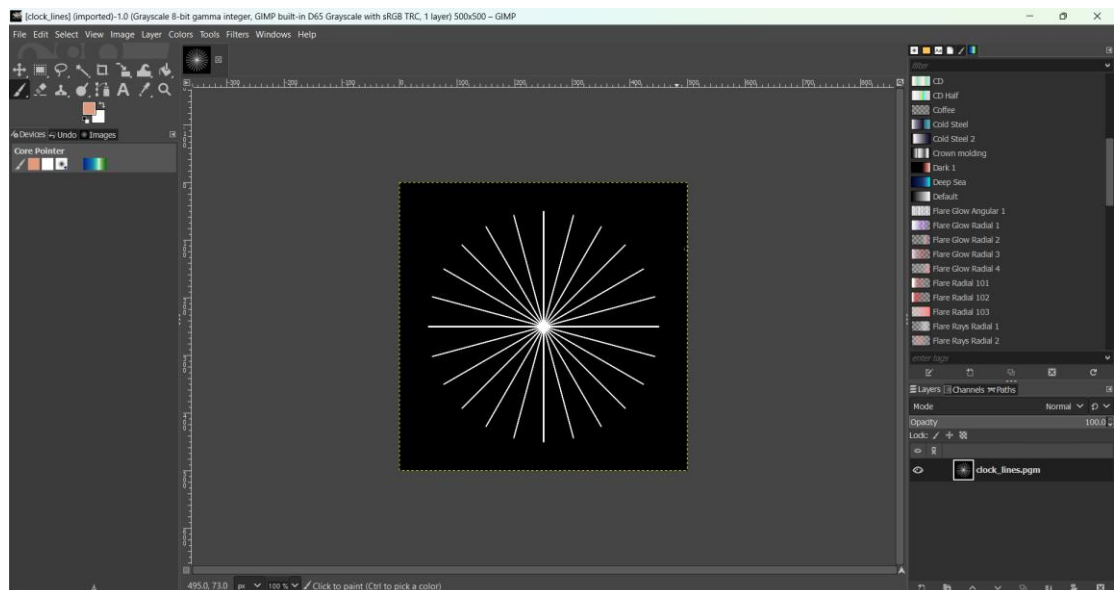 [clock_lines] (imported)-1.0 (Grayscale 8-bit gamma integer, GIMP built-in D65 Grayscale with sRGB TRC, 1 layer) 500x500 – GIMP
File Edit Select View Image Layer Colors Tools Filters Windows Help
Devices Undo Images
Core Pointer
filter
CD
CD Half
Coffee
Cold Steel
Cold Steel 2
Crown molding
Dark 1
Deep Sea
Default
Flare Glow Angular 1
Flare Glow Radial 1
Flare Glow Radial 2
Flare Glow Radial 3
Flare Glow Radial 4
Flare Radial 101
Flare Radial 102
Flare Radial 103
Flare Rays Radial 1
Flare Rays Radial 2
enter tags
Layers Channels Paths
Mode Normal
Opacity 100.0
Lock:
clock_lines.pgm
495.0, 73.0 px 100 % Click to paint (Ctrl to pick a color)